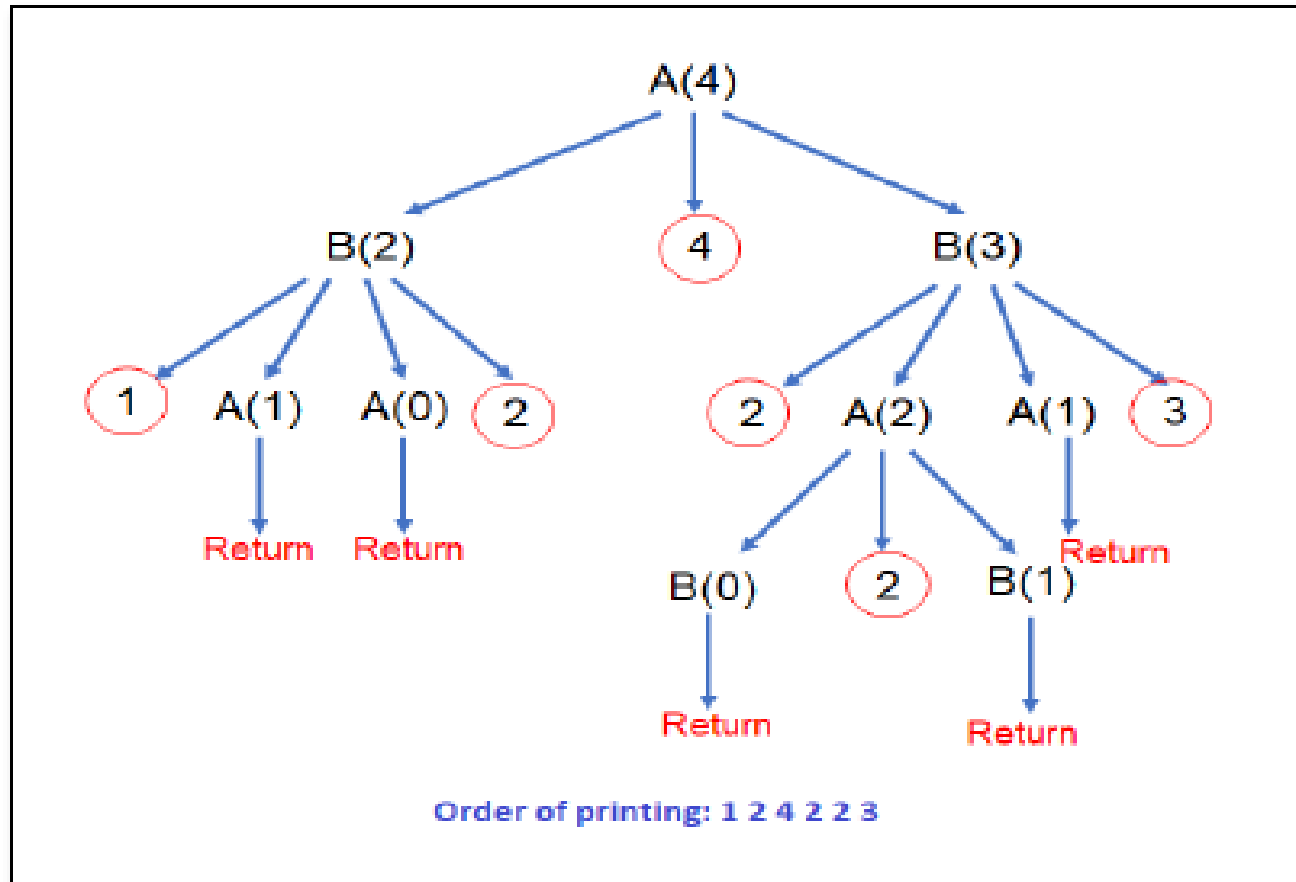 A(4)
B(2) 4 B(3)
1 A(1) A(0) 2 2 A(2) A(1) 3
Return Return Return
B(0) 2 B(1)
Return Return
Order of printing: 1 2 4 2 2 3